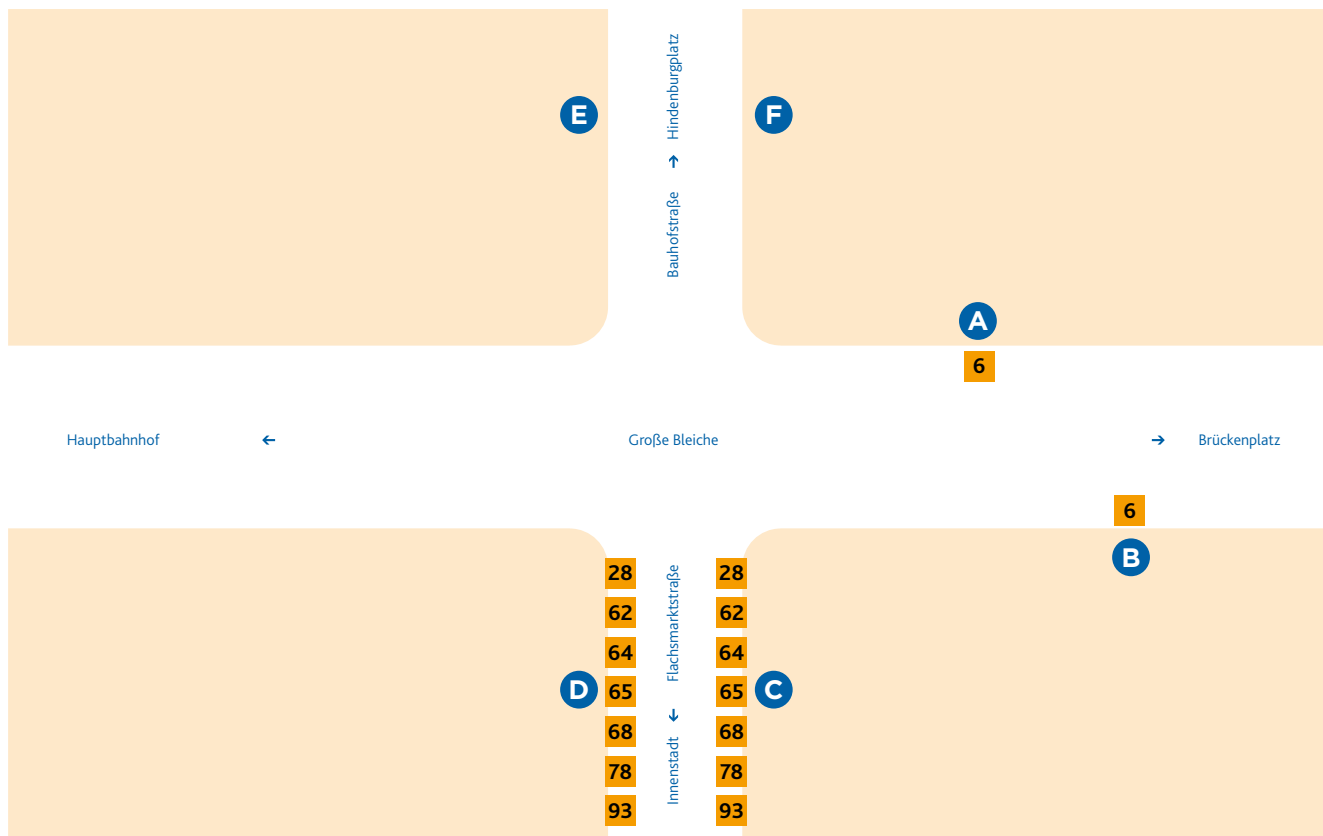 E
Bauhofstraße → Hindenburgplatz
F
A
6
Hauptbahnhof ←
Große Bleiche
→ Brückenplatz
6
B
28
62
64
D 65
68
78
93
Innenstadt ← Flachsmarktstraße
28
62
64
65 C
68
78
93